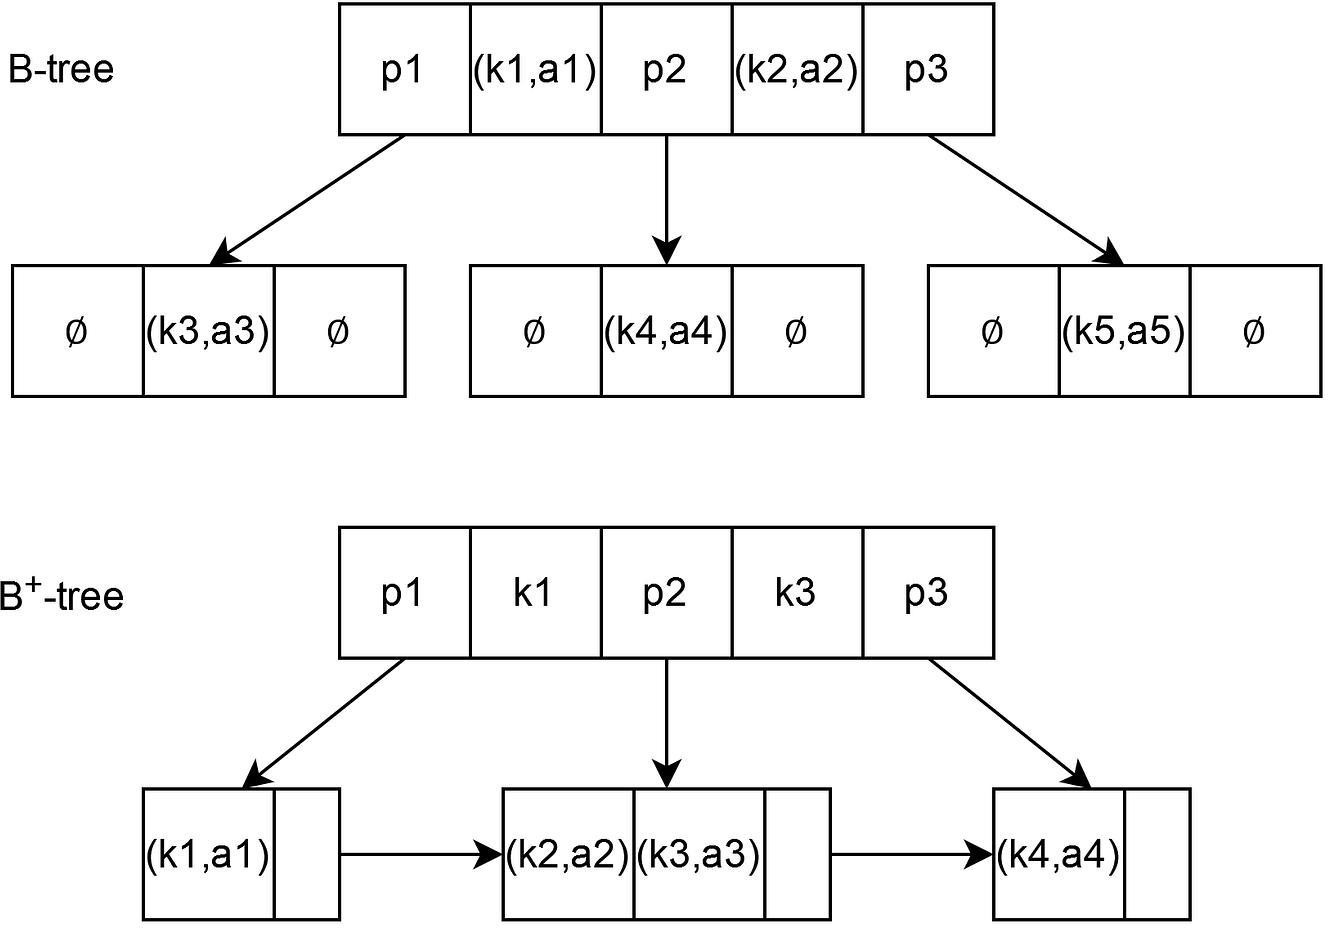 B-tree
p1 (k1,a1) p2 (k2,a2) p3
∅ (k3,a3) ∅ ∅ (k4,a4) ∅ ∅ (k5,a5) ∅
B⁺-tree
p1 k1 p2 k3 p3
(k1,a1) (k2,a2) (k3,a3) (k4,a4)